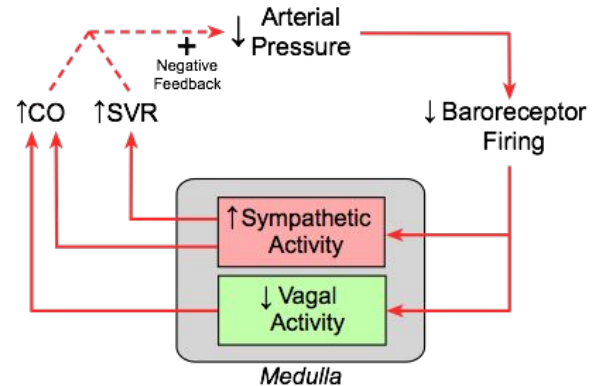 ↓ Arterial
Pressure
+
Negative
Feedback
↑CO
↑SVR
↓ Baroreceptor
Firing
↑ Sympathetic
Activity
↓ Vagal
Activity
Medulla